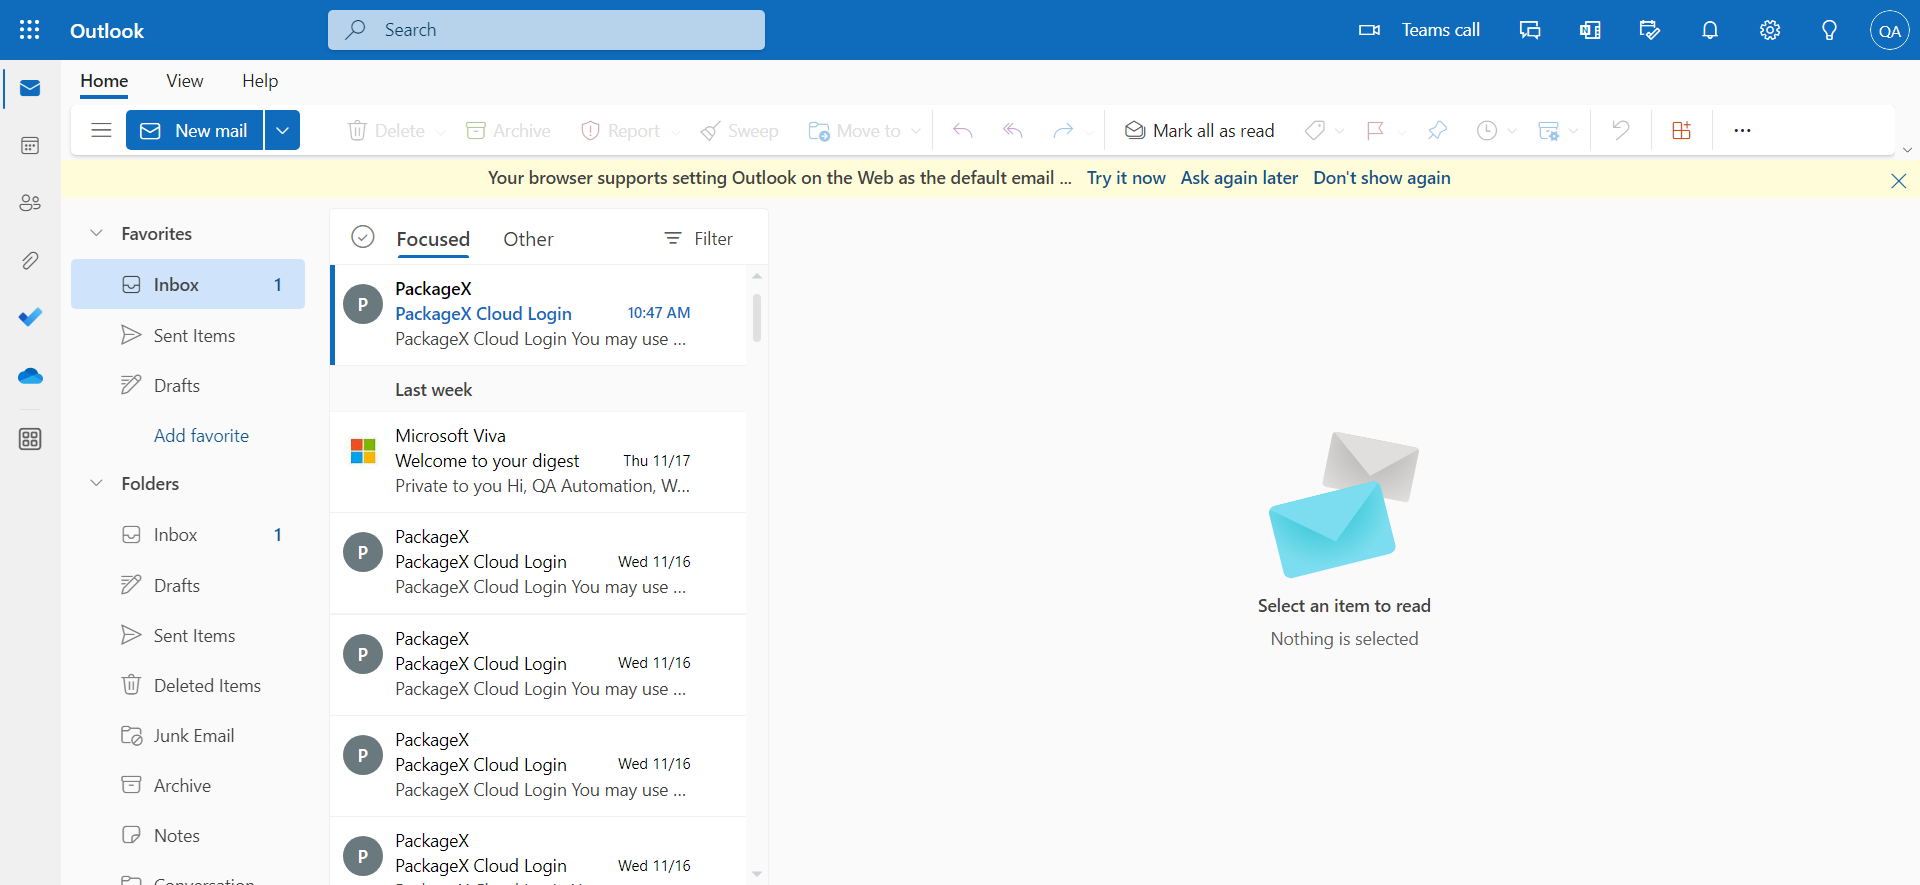 Outlook
Search
Teams call
QA
Home
View
Help
New mail
Delete
Archive
Report
Sweep
Move to
Mark all as read
Your browser supports setting Outlook on the Web as the default email ...
Try it now
Ask again later
Don't show again
Favorites
Inbox 1
Sent Items
Drafts
Add favorite
Folders
Inbox 1
Drafts
Sent Items
Deleted Items
Junk Email
Archive
Notes
Conversation
Focused
Other
Filter
P
PackageX
PackageX Cloud Login 10:47 AM
PackageX Cloud Login You may use ...
Last week
Microsoft Viva
Welcome to your digest Thu 11/17
Private to you Hi, QA Automation, W...
P
PackageX
PackageX Cloud Login Wed 11/16
PackageX Cloud Login You may use ...
P
PackageX
PackageX Cloud Login Wed 11/16
PackageX Cloud Login You may use ...
P
PackageX
PackageX Cloud Login Wed 11/16
PackageX Cloud Login You may use ...
P
PackageX
PackageX Cloud Login Wed 11/16
Select an item to read
Nothing is selected